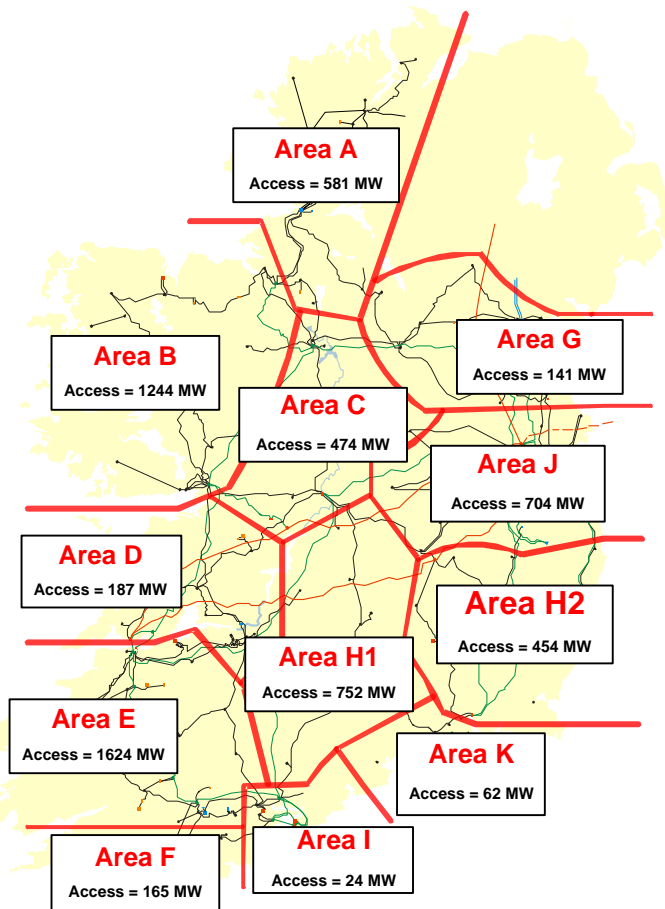 Area A
Access = 581 MW
Area G
Access = 141 MW
Area B
Access = 1244 MW
Area C
Access = 474 MW
Area J
Access = 704 MW
Area D
Access = 187 MW
Area H2
Access = 454 MW
Area H1
Access = 752 MW
Area E
Access = 1624 MW
Area K
Access = 62 MW
Area I
Access = 24 MW
Area F
Access = 165 MW